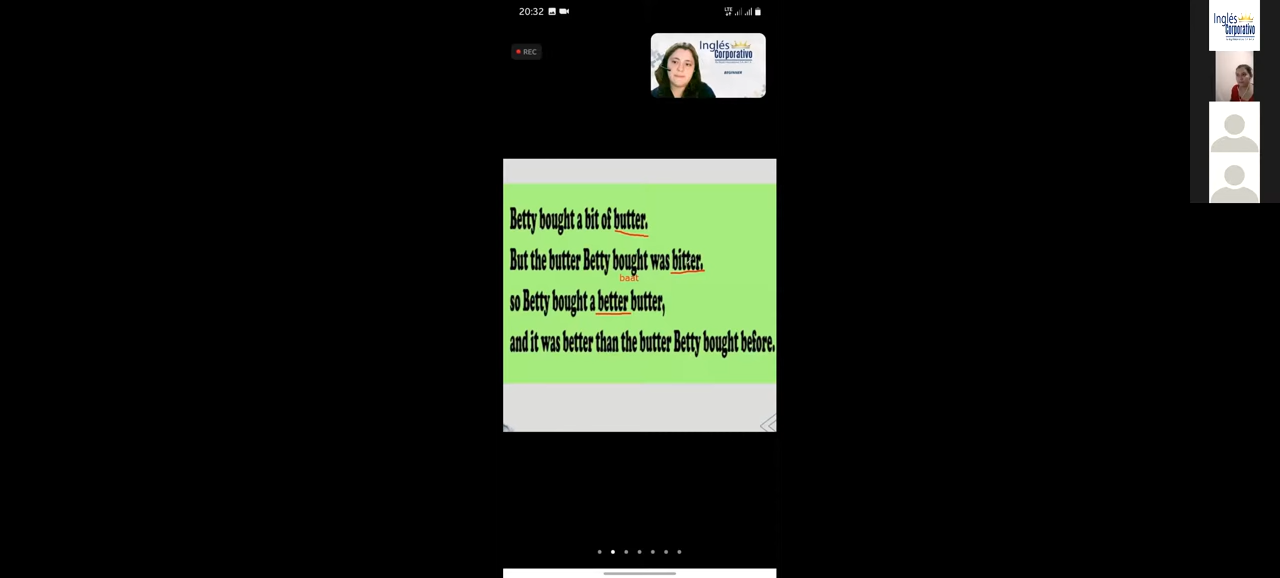 20:32
LTE
REC
Inglés
Corporativo
Inglés
Corporativo
Betty bought a bit of butter.
But the butter Betty bought was bitter.
baat
so Betty bought a better butter,
and it was better than the butter Betty bought before.